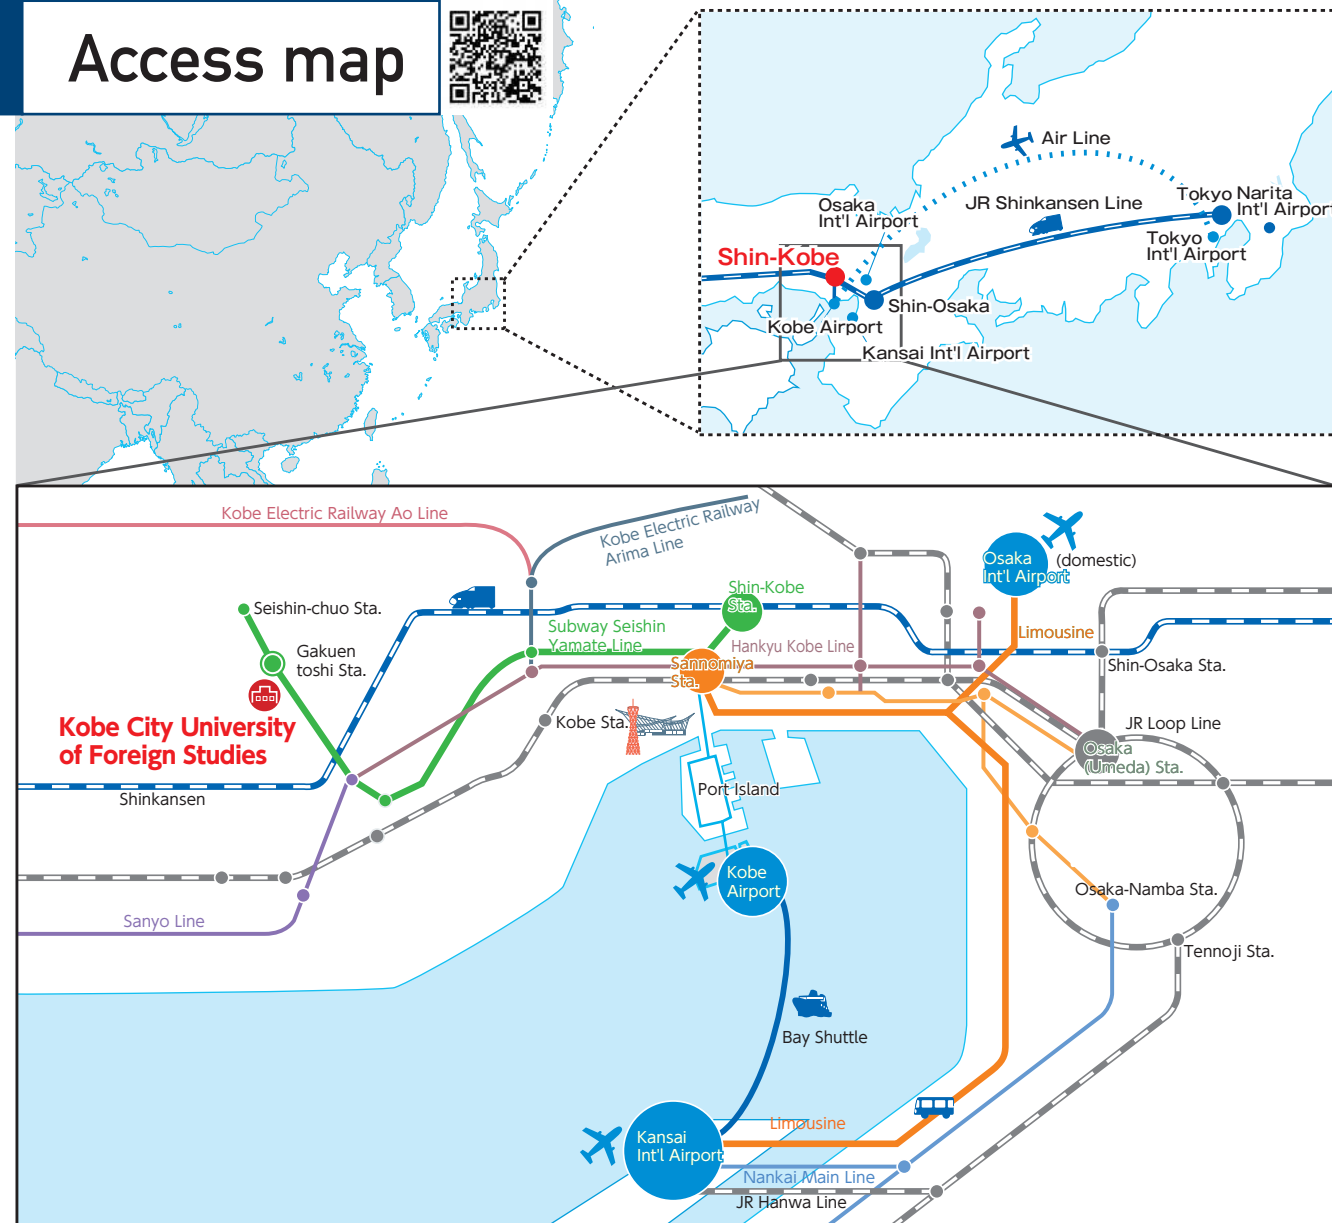 Access map
Air Line
Osaka
Int'l Airport
JR Shinkansen Line
Tokyo
Narita
Int'l Airport
Tokyo
Int'l Airport
Shin-Kobe
Shin-Osaka
Kobe Airport
Kansai Int'l Airport
Kobe Electric Railway Ao Line
Kobe Electric Railway
Arima Line
Osaka
Int'l Airport
(domestic)
Seishin-chuo Sta.
Shin-Kobe
Sta.
Subway Seishin
Yamate Line
Hankyu Kobe Line
Limousine
Gakuen
toshi Sta.
Sannomiya
Sta.
Shin-Osaka Sta.
Kobe City University
of Foreign Studies
Kobe Sta.
JR Loop Line
Osaka
(Umeda) Sta.
Shinkansen
Port Island
Kobe
Airport
Osaka-Namba Sta.
Sanyo Line
Tennoji Sta.
Bay Shuttle
Limousine
Kansai
Int'l Airport
Nankai Main Line
JR Hanwa Line